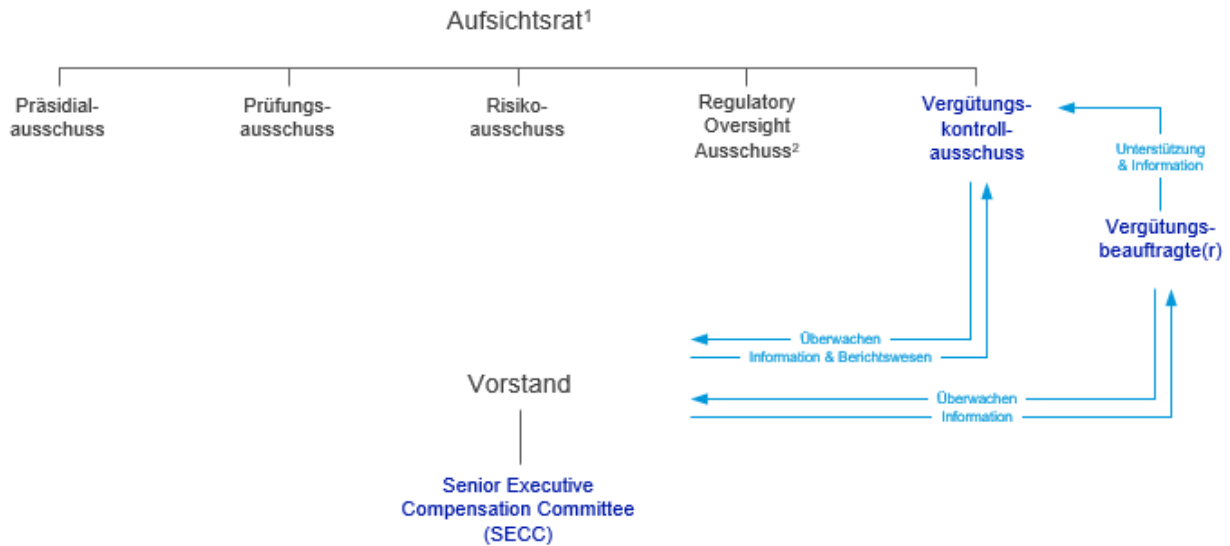 Aufsichtsrat¹
Präsidial-
ausschuss
Prüfungs-
ausschuss
Risiko-
ausschuss
Regulatory
Oversight
Ausschuss²
Vergütungs-
kontroll-
ausschuss
Unterstützung
& Information
Vergütungs-
beauftragte(r)
Überwachen
Information & Berichtswesen
Vorstand
Überwachen
Information
Senior Executive
Compensation Committee
(SECC)